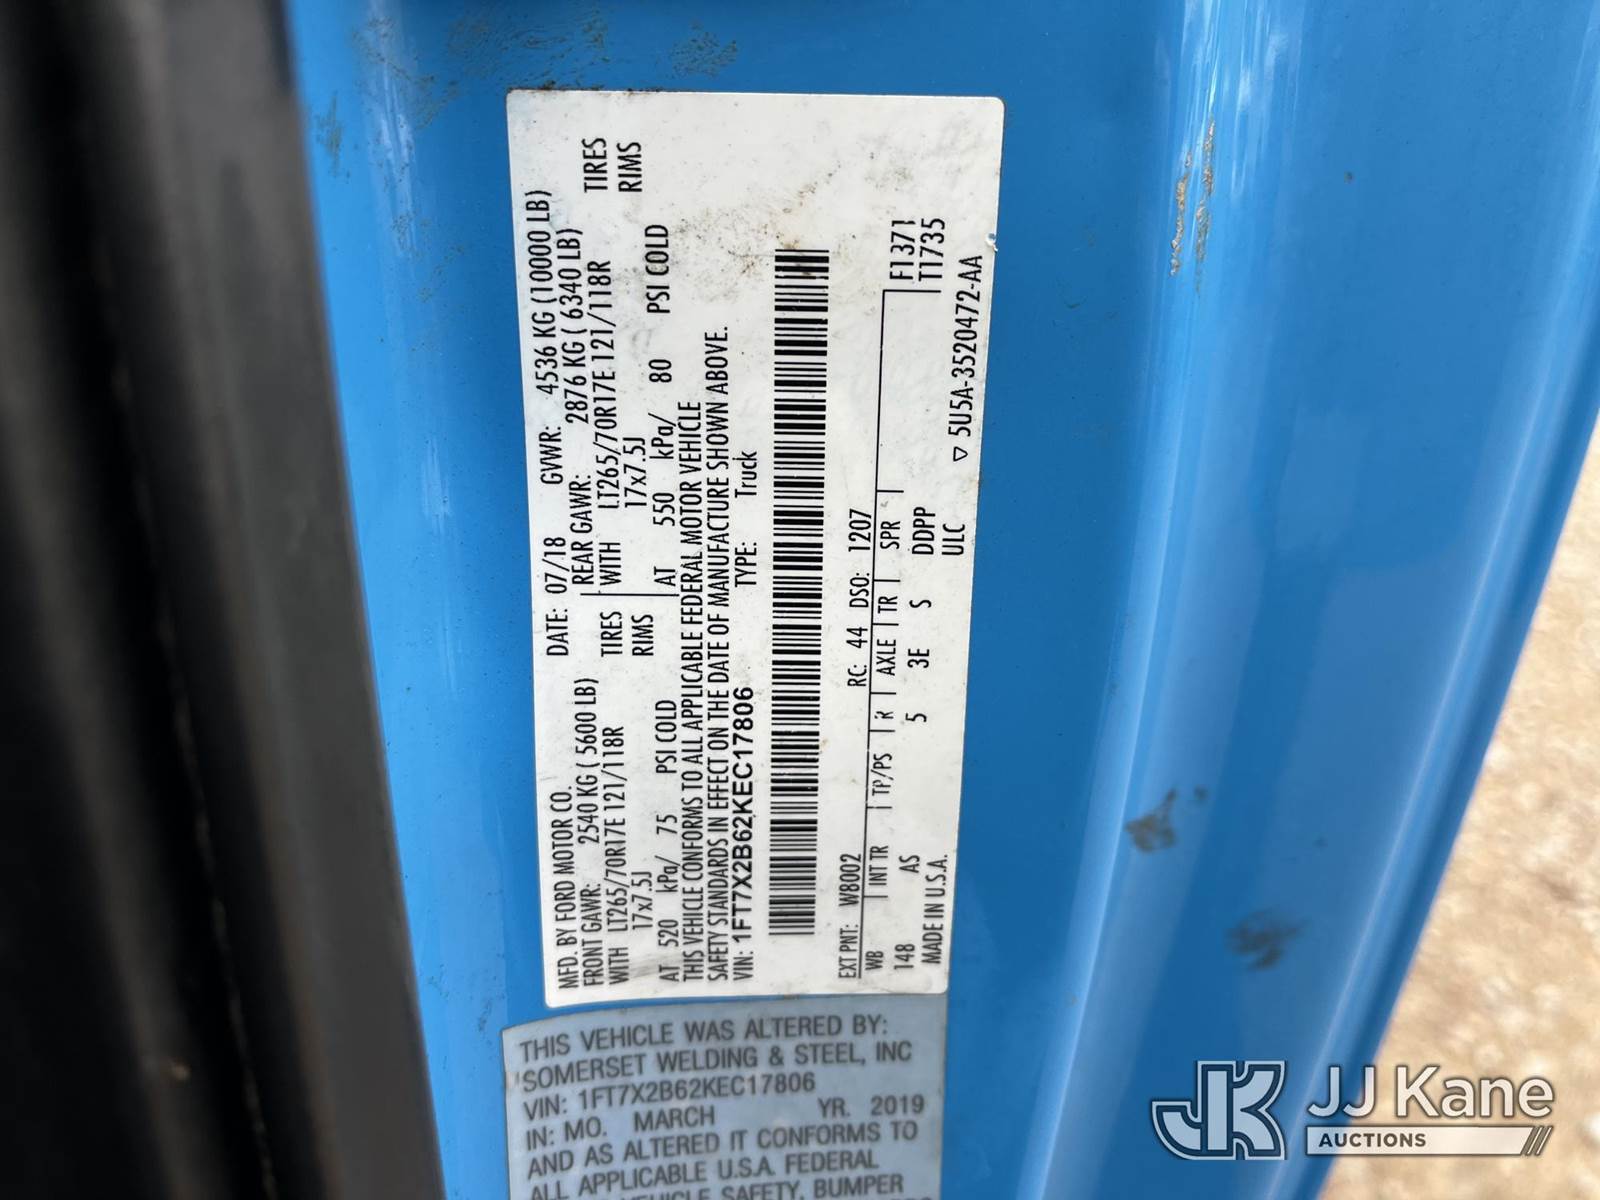 MFD. BY FORD MOTOR CO.
DATE: 07/18 GVWR: 4536 KG (10000 LB)
FRONT GAWR: 2540 KG ( 5600 LB)
REAR GAWR: 2876 KG ( 6340 LB)
WITH LT265/70R17E 121/118R TIRES
WITH LT265/70R17E 121/118R TIRES
17x7.5J RIMS
17x7.5J RIMS
AT 520 kPa/ 75 PSI COLD
AT 550 kPa/ 80 PSI COLD
THIS VEHICLE CONFORMS TO ALL APPLICABLE FEDERAL MOTOR VEHICLE
SAFETY STANDARDS IN EFFECT ON THE DATE OF MANUFACTURE SHOWN ABOVE.
VIN: 1FT7X2B62KEC17806 TYPE: Truck
EXT PNT: W8002 RC: 44 DSO: 1207
WB INT TR TP/PS R AXLE TR SPR F1371
148 AS 5 3E S DDPP T1735
MADE IN U.S.A. ULC
▽ 5U5A-3520472-AA
THIS VEHICLE WAS ALTERED BY:
SOMERSET WELDING & STEEL, INC
VIN: 1FT7X2B62KEC17806
IN: MO. MARCH YR. 2019
AND AS ALTERED IT CONFORMS TO
ALL APPLICABLE U.S.A. FEDERAL
VEHICLE SAFETY, BUMPER
JJ Kane
AUCTIONS